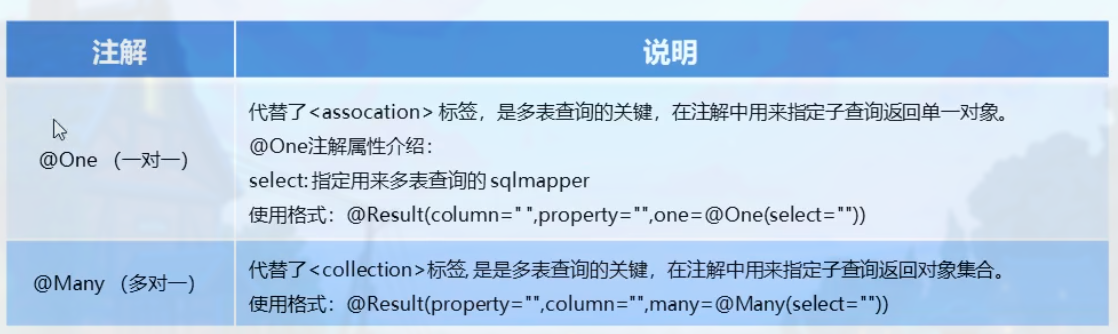 注解
说明
@One (一对一)
代替了<assocation> 标签，是多表查询的关键，在注解中用来指定子查询返回单一对象。
@One注解属性介绍：
select: 指定用来多表查询的 sqlmapper
使用格式：@Result(column=" ",property="",one=@One(select=""))
@Many (多对一)
代替了<collection>标签, 是是多表查询的关键，在注解中用来指定子查询返回对象集合。
使用格式：@Result(property="",column="",many=@Many(select=""))